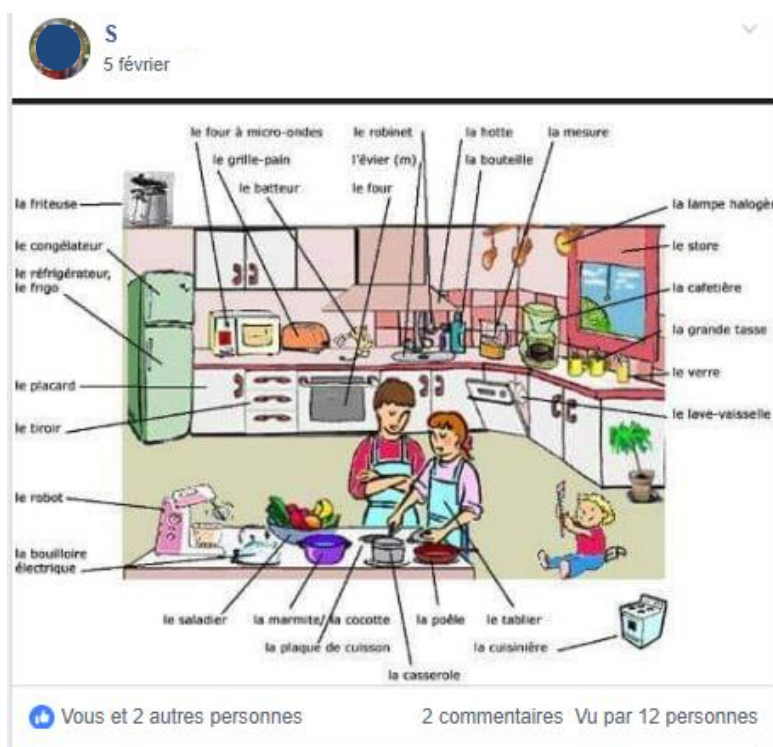 S
5 février
le four à micro-ondes le robinet la hotte la mesure
le grille-pain l'évier (m) la bouteille
le batteur le four
la friteuse la lampe halogèn
le congélateur le store
le réfrigérateur,
le frigo
la cafetière
la grande tasse
le placard le verre
le tiroir le lave-vaisselle
le robot
la bouilloire
électrique
le saladier la marmite/ la cocotte la poêle le tablier
la plaque de cuisson la cuisinière
la casserole
Vous et 2 autres personnes 2 commentaires Vu par 12 personnes